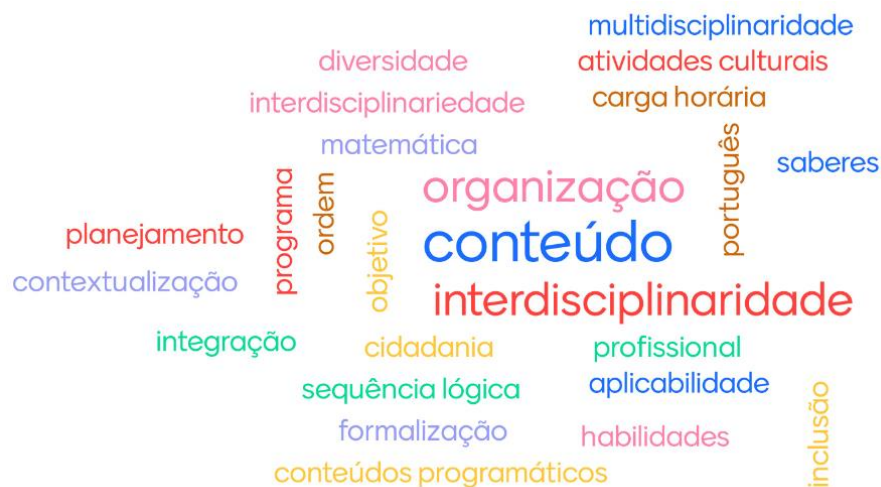 multidisciplinaridade
diversidade
atividades culturais
interdisciplinariedade
carga horária
matemática
português
saberes
organização
programa
ordem
planejamento
objetivo
conteúdo
contextualização
interdisciplinaridade
integração
cidadania
profissional
sequência lógica
aplicabilidade
inclusão
formalização
habilidades
conteúdos programáticos